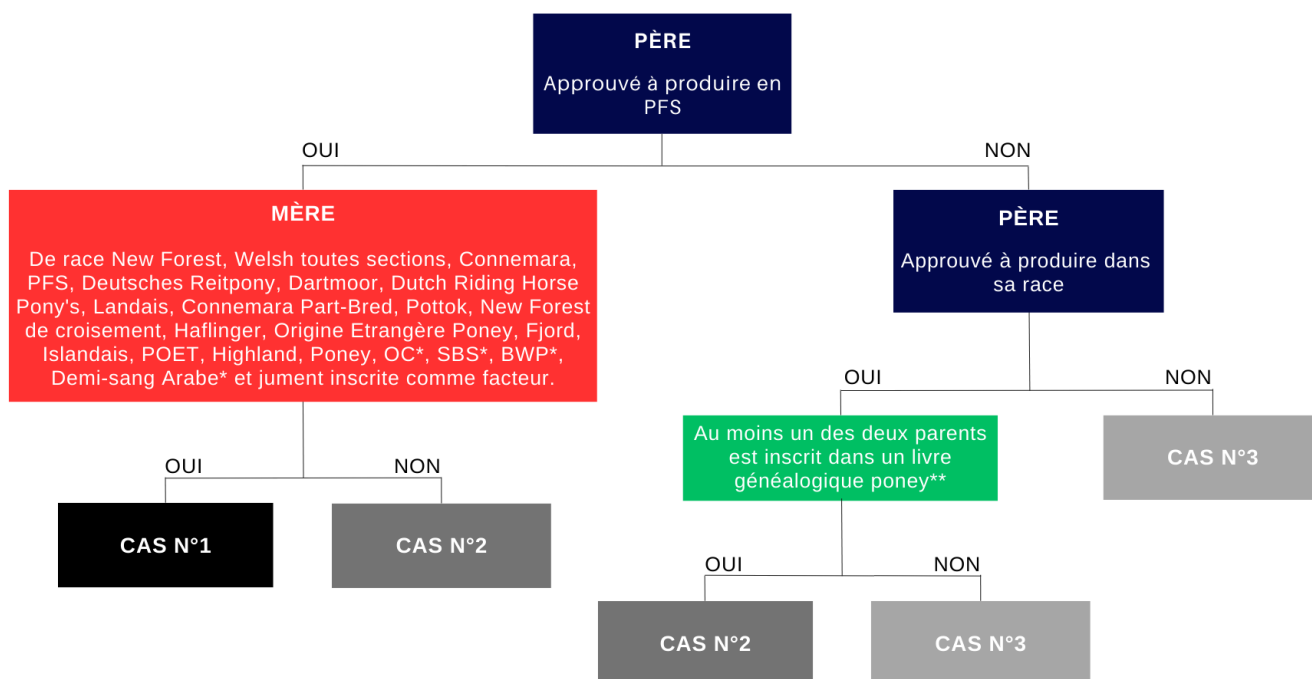 PÈRE
Approuvé à produire en
PFS
OUI
NON
MÈRE
De race New Forest, Welsh toutes sections, Connemara,
PFS, Deutsches Reitpony, Dartmoor, Dutch Riding Horse
Pony's, Landais, Connemara Part-Bred, Pottok, New Forest
de croisement, Haflinger, Origine Etrangère Poney, Fjord,
Islandais, POET, Highland, Poney, OC*, SBS*, BWP*,
Demi-sang Arabe* et jument inscrite comme facteur.
PÈRE
Approuvé à produire dans
sa race
OUI
NON
OUI
NON
CAS N°1
CAS N°2
Au moins un des deux parents
est inscrit dans un livre
généalogique poney**
CAS N°3
OUI
NON
CAS N°2
CAS N°3